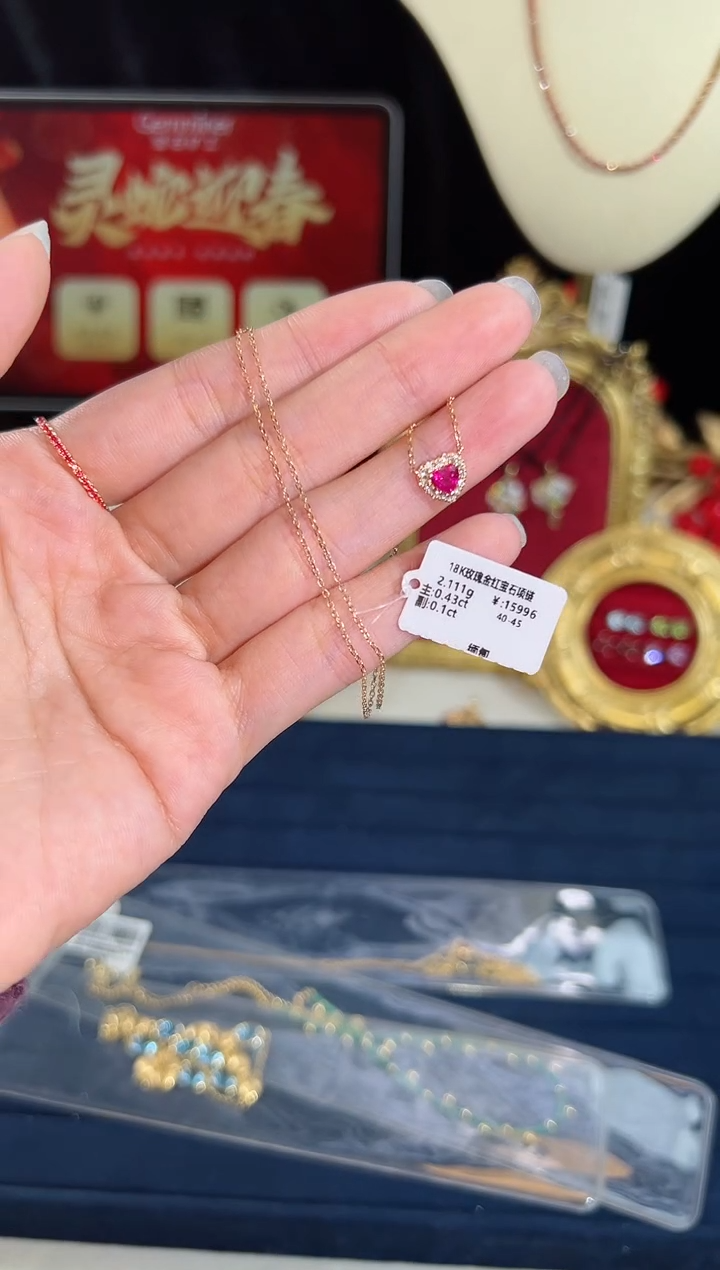 灵蛇迎春
18K玫瑰金红宝石项链
2.111g
主:0.43ct ¥:15996
副:0.1ct 40-45